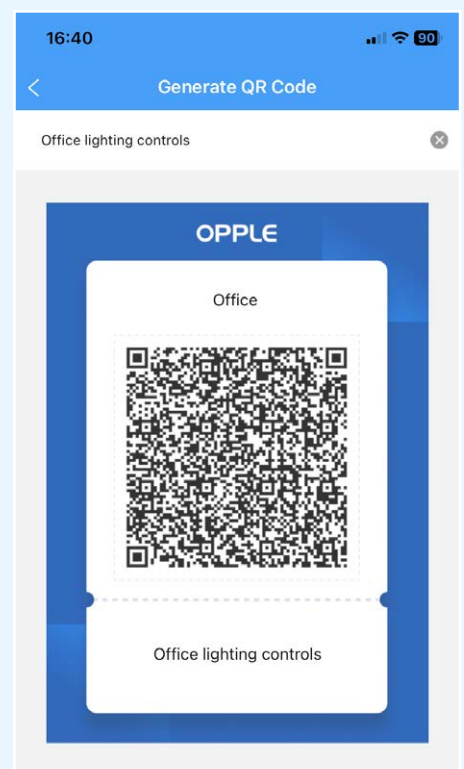 16:40
90
Generate QR Code
Office lighting controls
OPPLE
Office
Office lighting controls